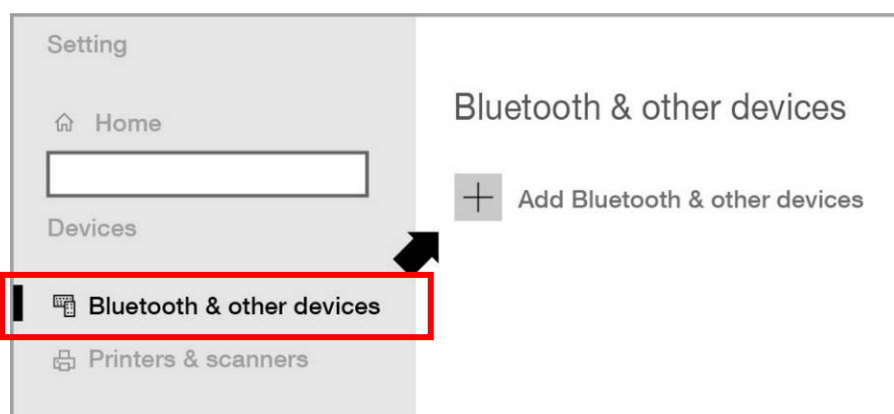 Setting
Home
Devices
Bluetooth & other devices
Printers & scanners
Bluetooth & other devices
Add Bluetooth & other devices